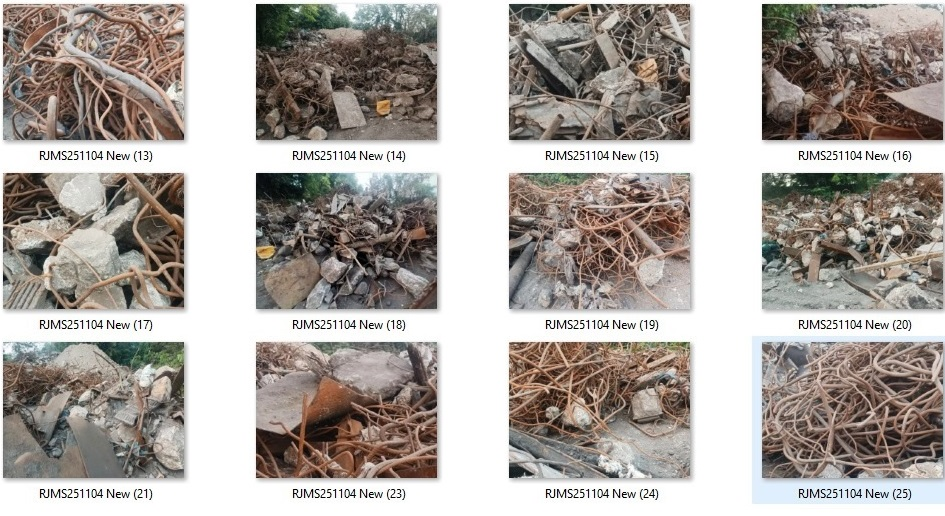 RJMS251104 New (13)
RJMS251104 New (14)
RJMS251104 New (15)
RJMS251104 New (16)
RJMS251104 New (17)
RJMS251104 New (18)
RJMS251104 New (19)
RJMS251104 New (20)
RJMS251104 New (21)
RJMS251104 New (23)
RJMS251104 New (24)
RJMS251104 New (25)